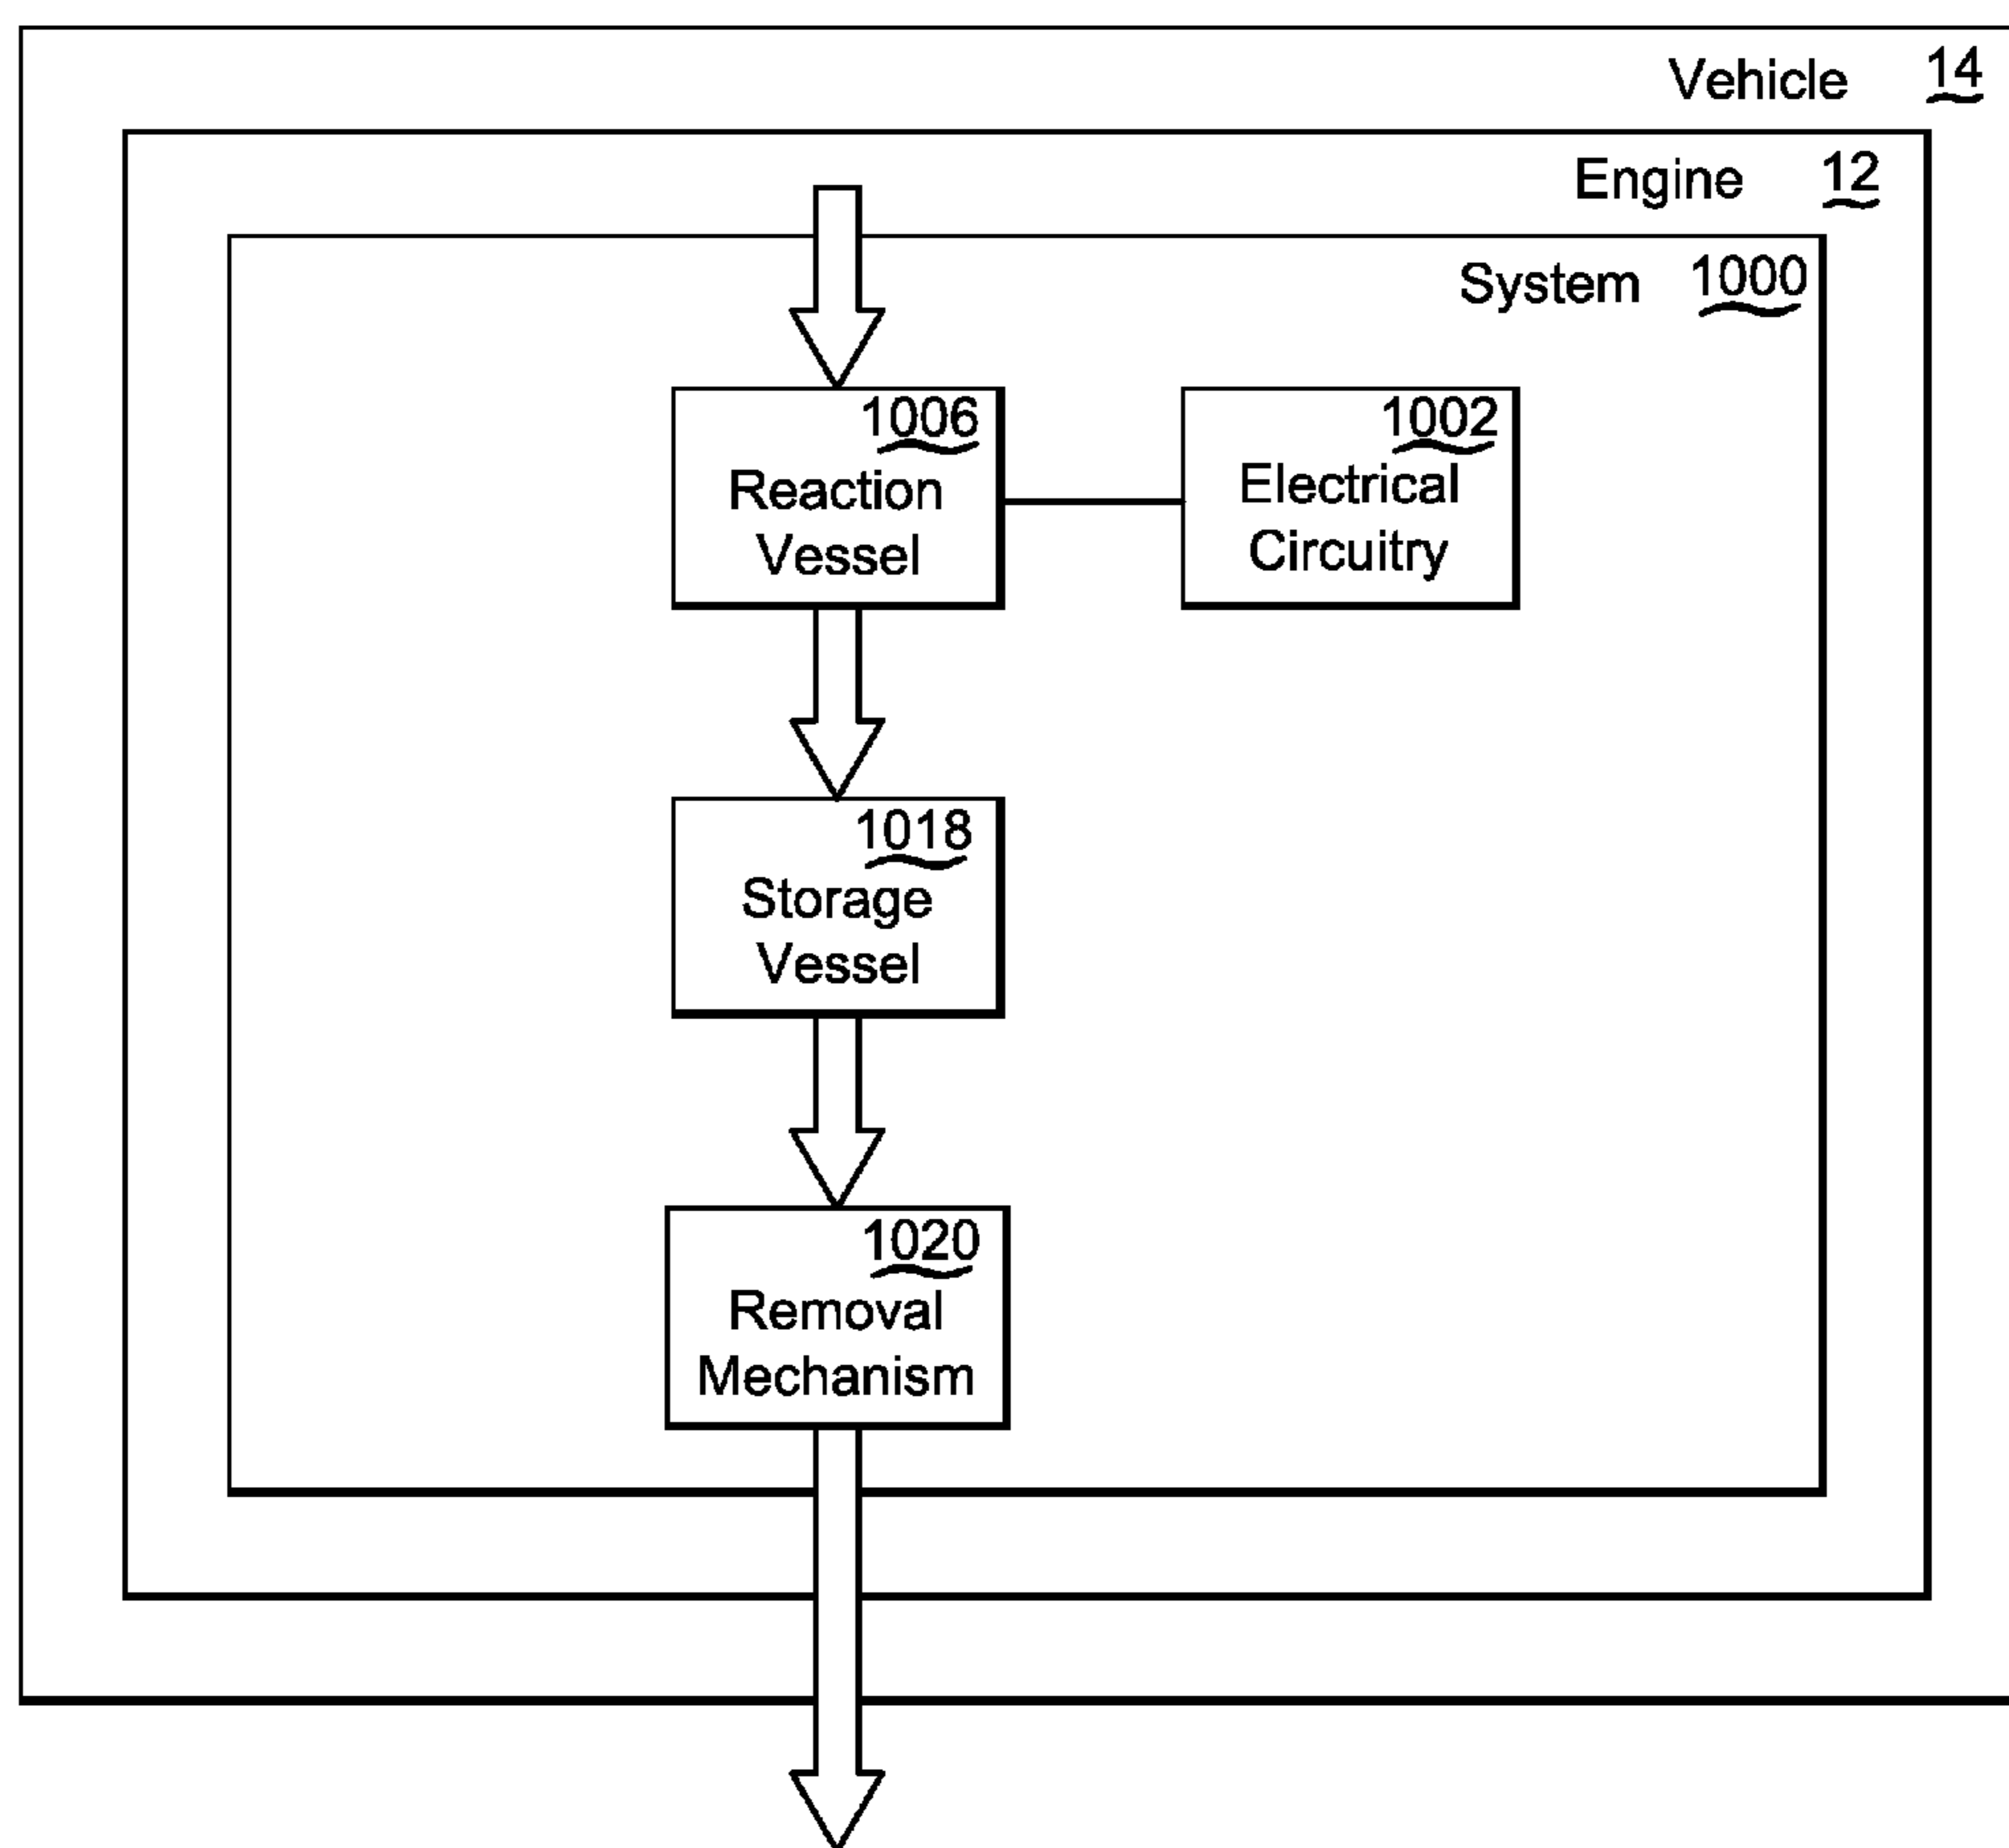 Vehicle 14
Engine 12
System 1000
1006
Reaction
Vessel
1002
Electrical
Circuitry
1018
Storage
Vessel
1020
Removal
Mechanism